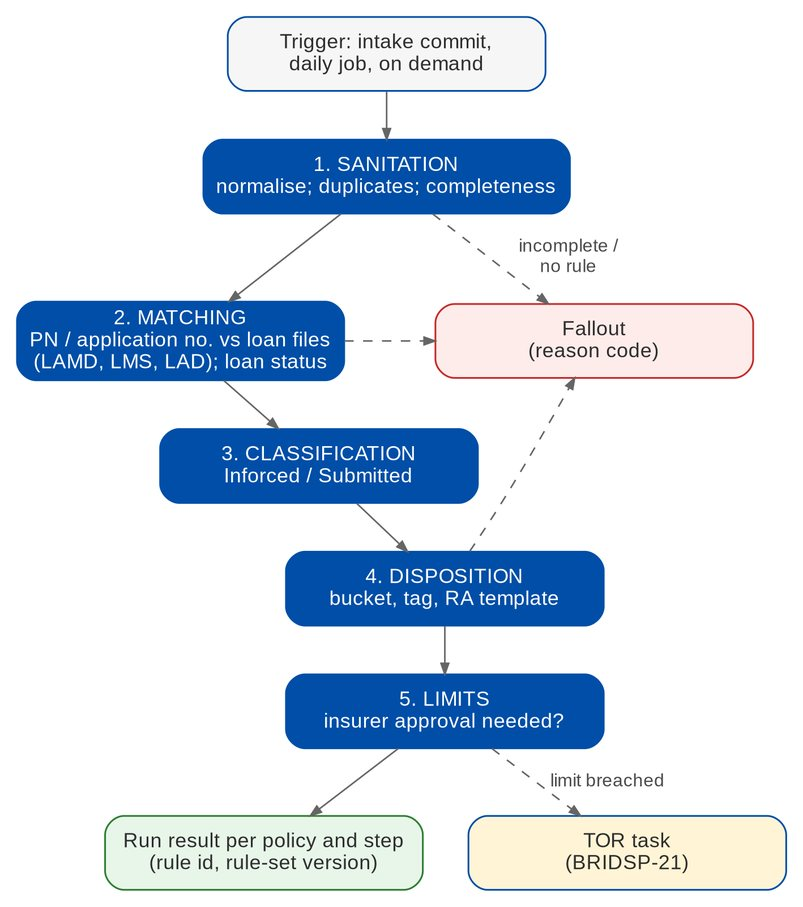 Trigger: intake commit,
daily job, on demand
1. SANITATION
normalise; duplicates; completeness
incomplete /
no rule
2. MATCHING
PN / application no. vs loan files
(LAMD, LMS, LAD); loan status
Fallout
(reason code)
3. CLASSIFICATION
Inforced / Submitted
4. DISPOSITION
bucket, tag, RA template
5. LIMITS
insurer approval needed?
limit breached
Run result per policy and step
(rule id, rule-set version)
TOR task
(BRIDSP-21)